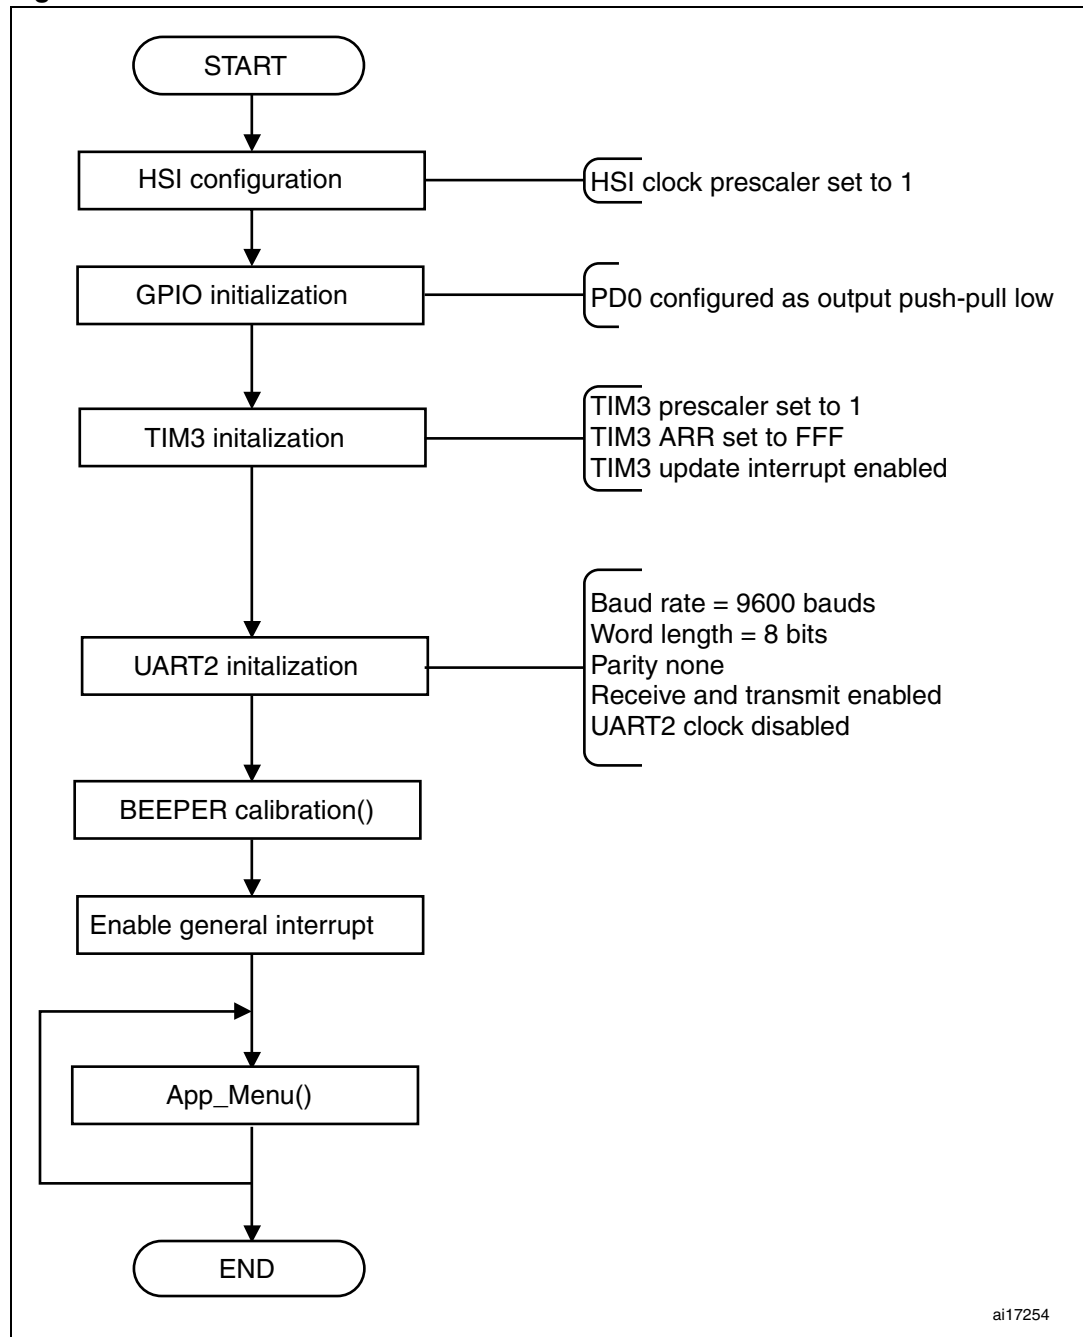 START
HSI configuration
HSI clock prescaler set to 1
GPIO initialization
PD0 configured as output push-pull low
TIM3 initalization
TIM3 prescaler set to 1
TIM3 ARR set to FFF
TIM3 update interrupt enabled
UART2 initalization
Baud rate = 9600 bauds
Word length = 8 bits
Parity none
Receive and transmit enabled
UART2 clock disabled
BEEPER calibration()
Enable general interrupt
App_Menu()
END
ai17254